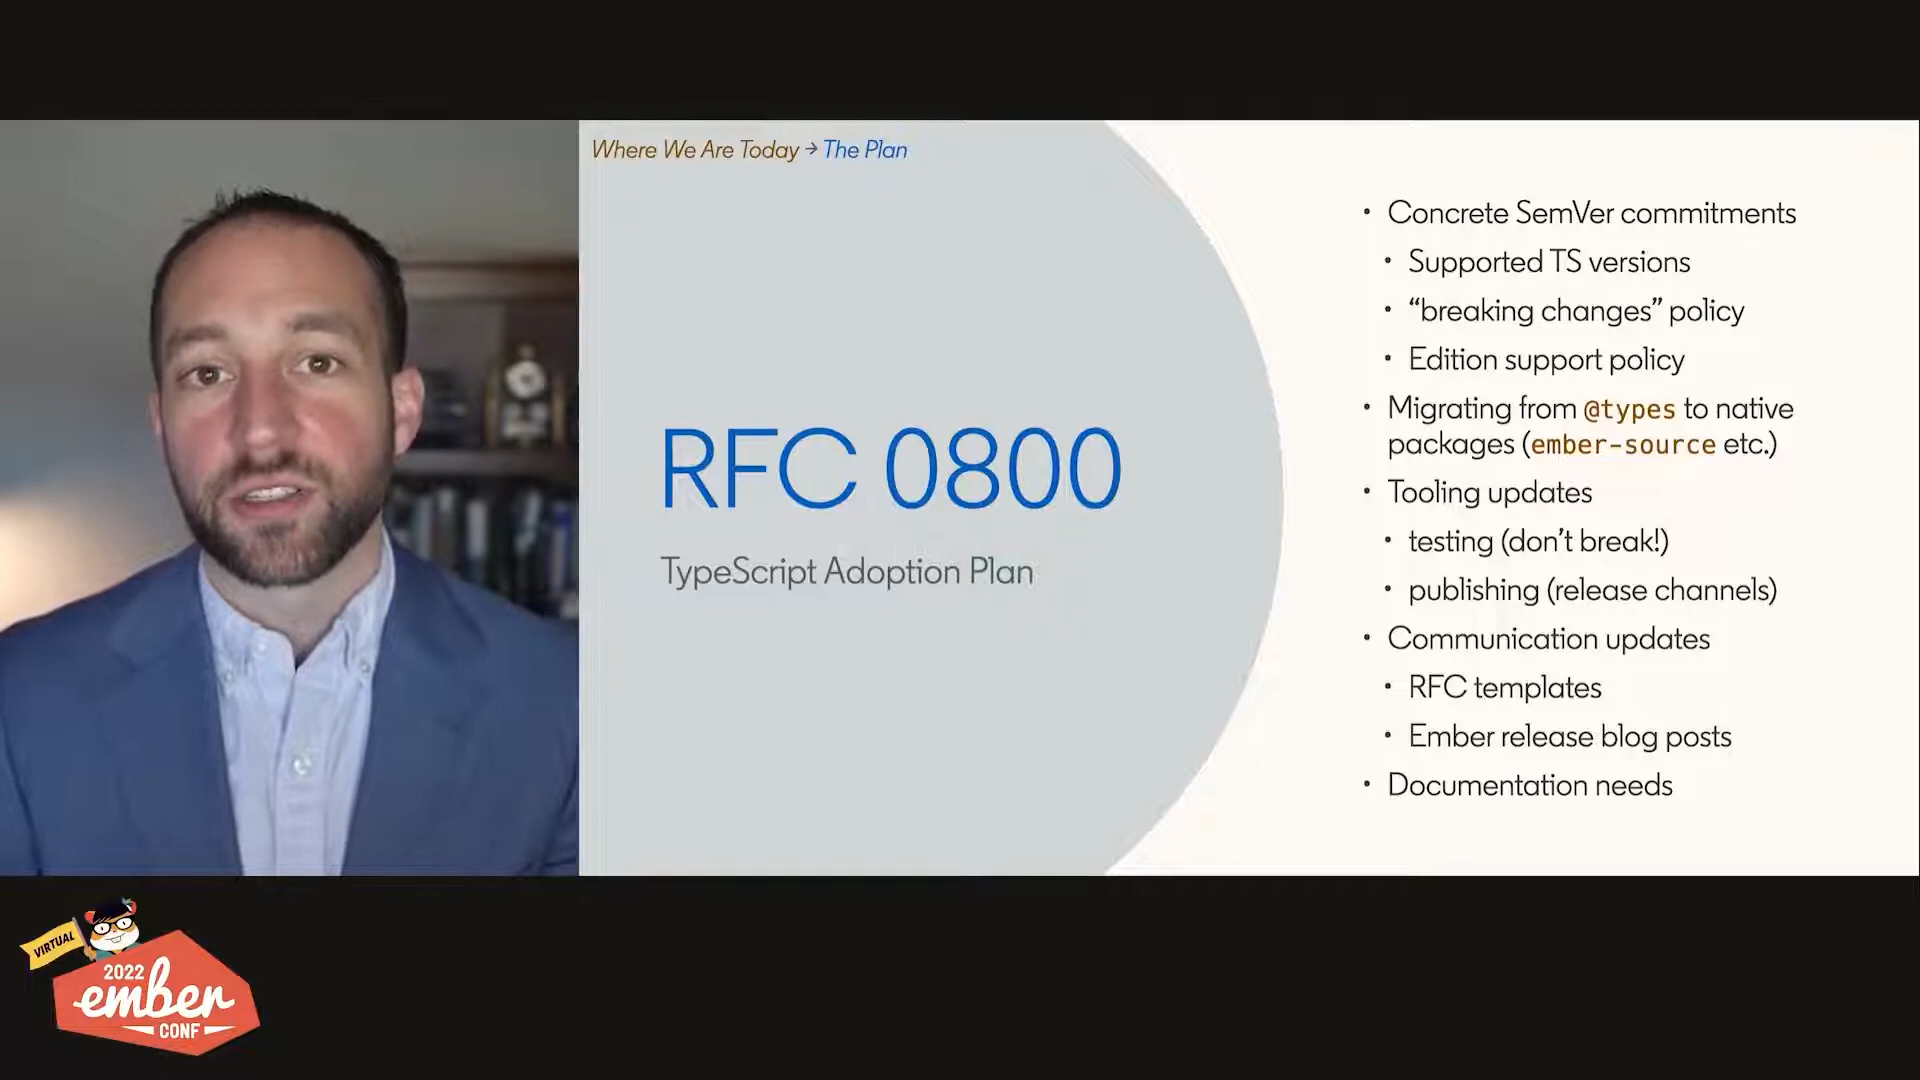 Where We Are Today → The Plan
RFC 0800
TypeScript Adoption Plan
• Concrete SemVer commitments
• Supported TS versions
• “breaking changes” policy
• Edition support policy
• Migrating from @types to native
packages (ember-source etc.)
• Tooling updates
• testing (don’t break!)
• publishing (release channels)
• Communication updates
• RFC templates
• Ember release blog posts
• Documentation needs
VIRTUAL
2022
ember
CONF